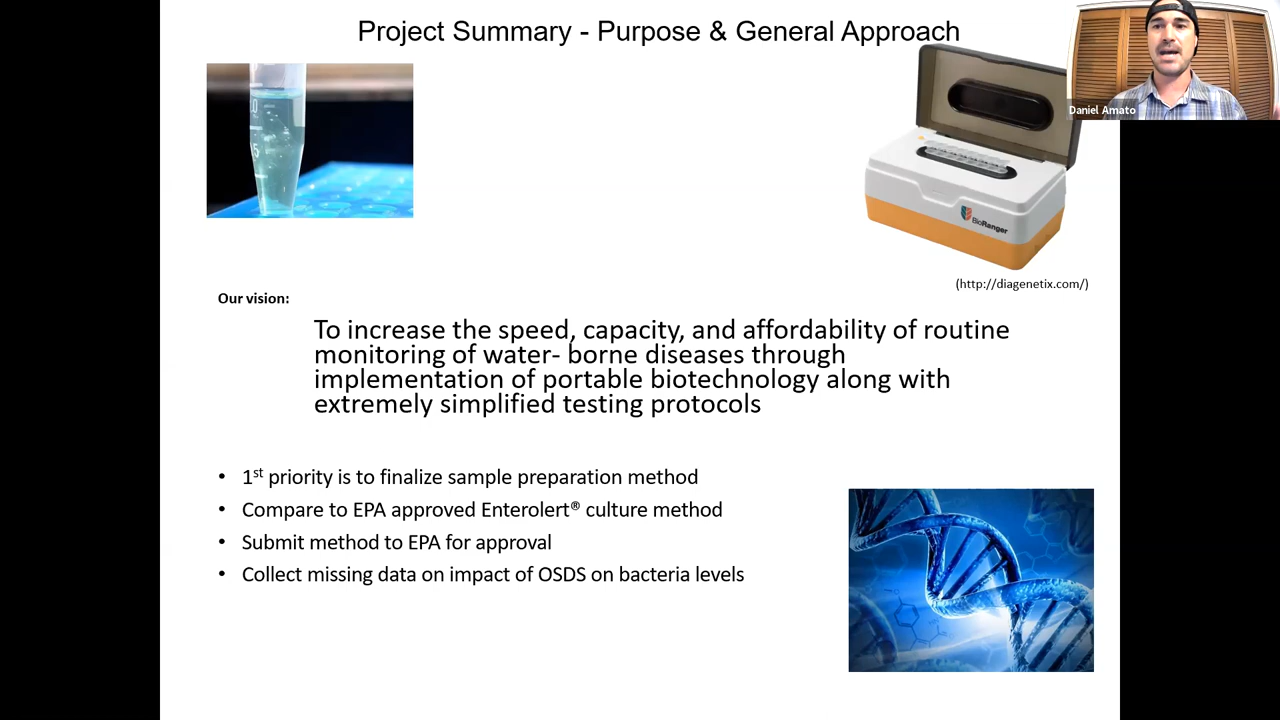 Project Summary - Purpose & General Approach
Daniel Amato
BioRanger
(http://diagenetix.com/)
Our vision:
To increase the speed, capacity, and affordability of routine
monitoring of water- borne diseases through
implementation of portable biotechnology along with
extremely simplified testing protocols
• 1st priority is to finalize sample preparation method
• Compare to EPA approved Enterolert® culture method
• Submit method to EPA for approval
• Collect missing data on impact of OSDS on bacteria levels